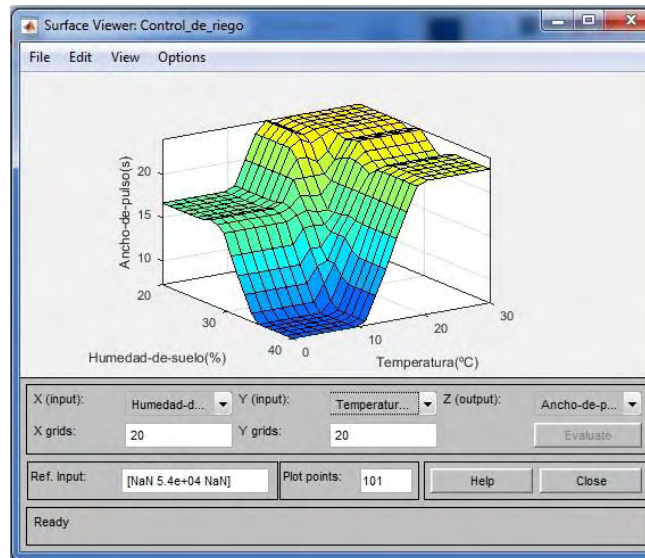 Surface Viewer: Control_de_riego
File Edit View Options
Ancho-de-pulso(s)
20
15
10
20
30
40
Humedad-de-suelo(%)
0
10
20
30
Temperatura(ºC)
X (input): Humedad-d... Y (input): Temperatur... Z (output): Ancho-de-p...
X grids: 20 Y grids: 20 Evaluate
Ref. Input: [NaN 5.4e+04 NaN] Plot points: 101 Help Close
Ready